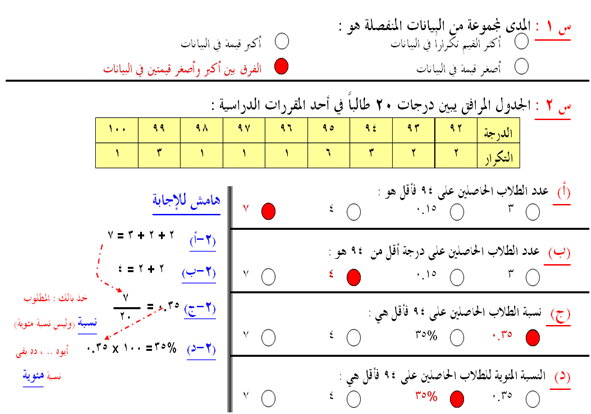 س ١ : المدى لمجموعة من البيانات المنفصلة هو :
أكثر القيم تكراراً في البيانات أكبر قيمة في البيانات
أصغر قيمة في البيانات الفرق بين أكبر وأصغر قيمتين في البيانات
س ٢ : الجدول المرافق يبين درجات ٢٠ طالباً في أحد المقررات الدراسية :
الدرجة ٩٢ ٩٣ ٩٤ ٩٥ ٩٦ ٩٧ ٩٨ ٩٩ ١٠٠
التكرار ٢ ٢ ٣ ٦ ١ ١ ١ ٣ ١
(أ) عدد الطلاب الحاصلين على ٩٤ فأقل هو :
٣ ٠.١٥ ٤ ٧
(ب) عدد الطلاب الحاصلين على درجة أقل من ٩٤ هو :
٣ ٠.١٥ ٤ ٧
(ج) نسبة الطلاب الحاصلين على ٩٤ فأقل هي :
٠.٣٥ ٣٥% ٤ ٧
(د) النسبة المئوية للطلاب الحاصلين على ٩٤ فأقل هي :
٠.٣٥ ٣٥% ٤ ٧
هامش للإجابة
(٢-أ) ٢ + ٢ + ٣ = ٧
(٢-ب) ٢ + ٢ = ٤
(٢-ج) ٧/٢٠ = ٠.٣٥
خد بالك : المطلوب
نسبة (وليس نسبة مئوية)
(٢-د) ٠.٣٥ x ١٠٠ = ٣٥%
أيوه .. ، ده بقى
نسبة مئوية